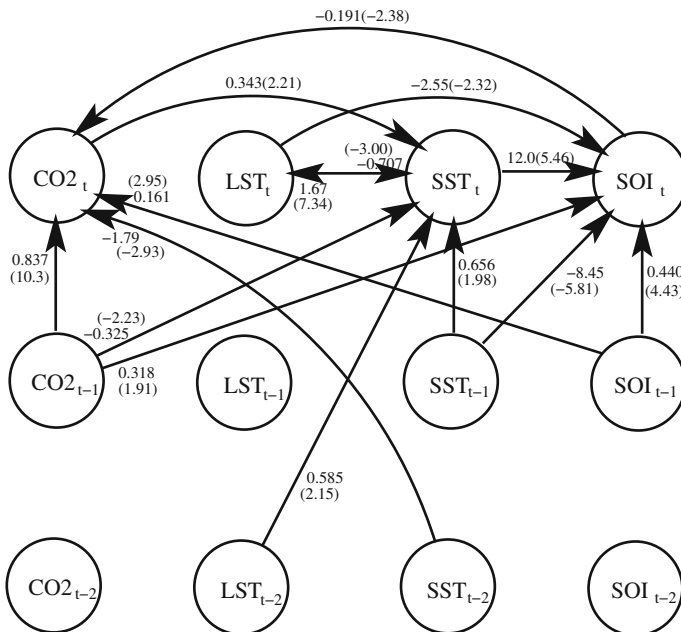 −0.191(−2.38)
0.343(2.21)
−2.55(−2.32)
(−3.00)
−0.707
12.0(5.46)
CO2 t
LST t
SST t
SOI t
(2.95)
0.161
1.67
(7.34)
−1.79
(−2.93)
0.837
(10.3)
0.656
(1.98)
−8.45
(−5.81)
0.440
(4.43)
(−2.23)
−0.325
0.318
(1.91)
CO2 t−1
LST t−1
SST t−1
SOI t−1
0.585
(2.15)
CO2 t−2
LST t−2
SST t−2
SOI t−2